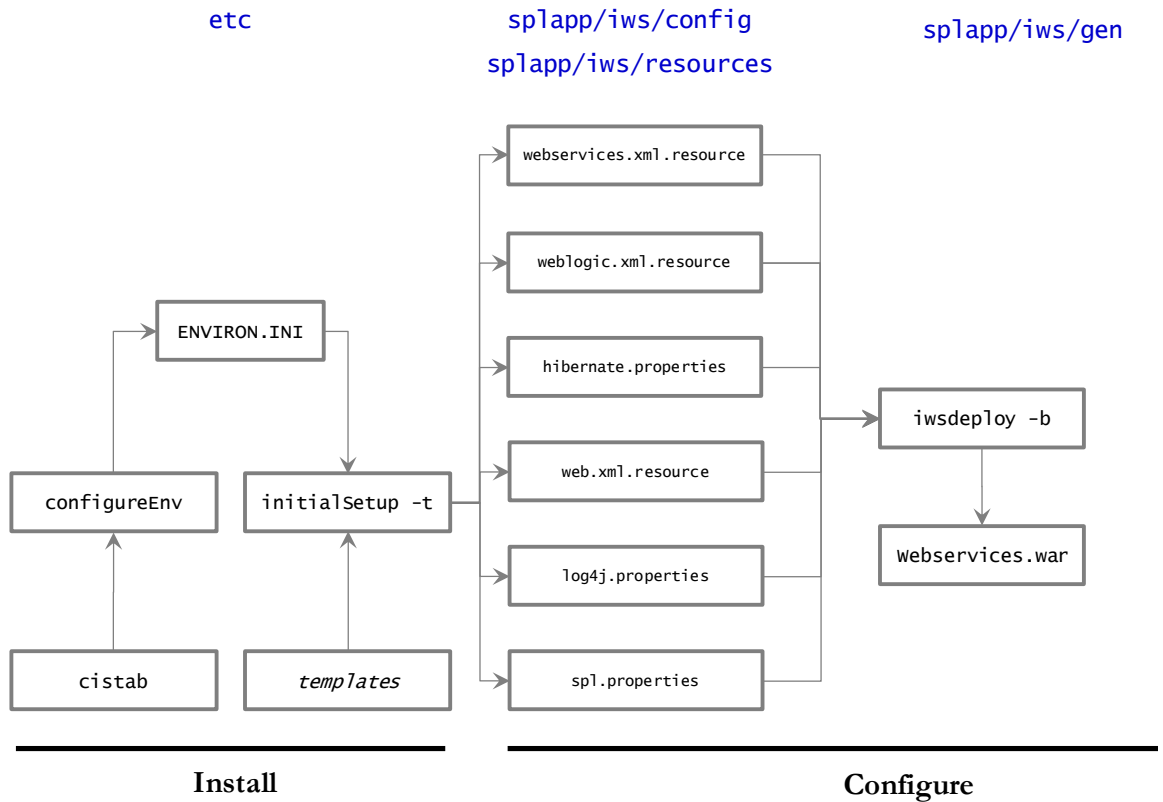 etc
splapp/iws/config
splapp/iws/resources
splapp/iws/gen
webservices.xml.resource
weblogic.xml.resource
ENVIRON.INI
hibernate.properties
iwsdeploy -b
configureEnv
initialSetup -t
web.xml.resource
Webservices.war
log4j.properties
cistab
templates
spl.properties
Install
Configure